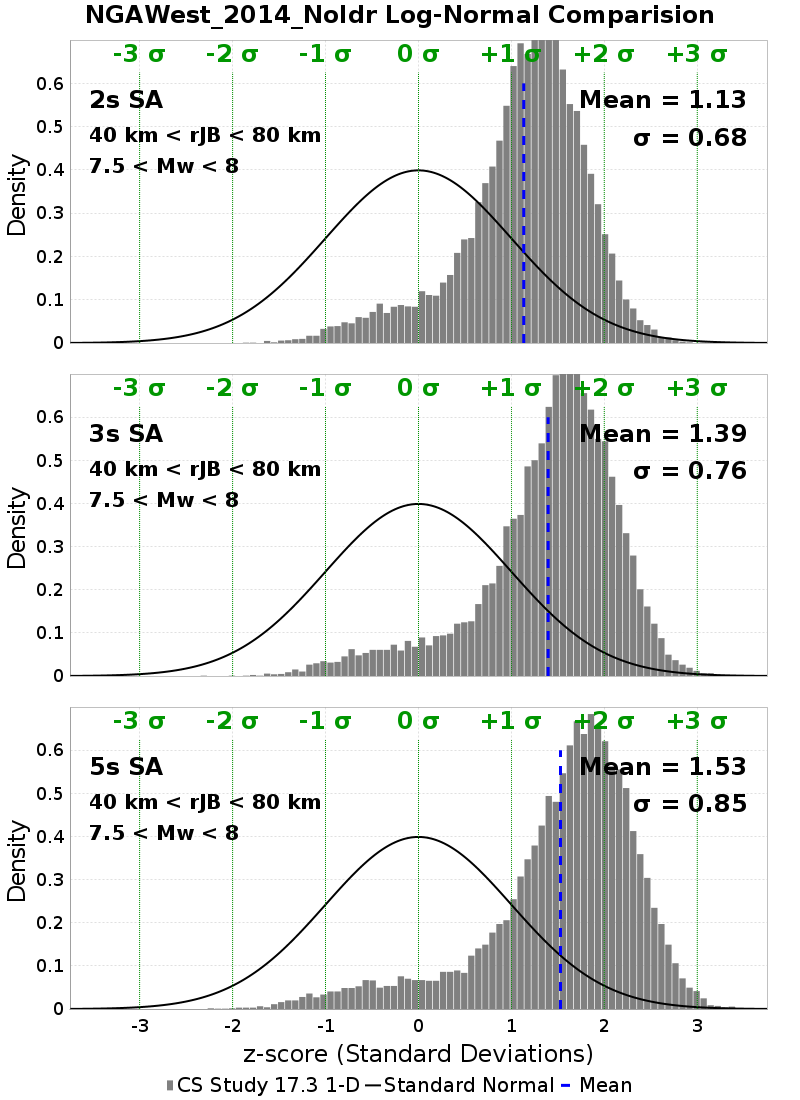 NGAWest_2014_NoIdr Log-Normal Comparision
-3 σ -2 σ -1 σ 0 σ +1 σ +2 σ +3 σ
0.6
2s SA
Mean = 1.13
0.5
40 km < rJB < 80 km
σ = 0.68
0.4
7.5 < Mw < 8
0.3
0.2
0.1
0
Density
-3 σ -2 σ -1 σ 0 σ +1 σ +2 σ +3 σ
0.6
3s SA
Mean = 1.39
0.5
40 km < rJB < 80 km
σ = 0.76
0.4
7.5 < Mw < 8
0.3
0.2
0.1
0
Density
-3 σ -2 σ -1 σ 0 σ +1 σ +2 σ +3 σ
0.6
5s SA
Mean = 1.53
0.5
40 km < rJB < 80 km
σ = 0.85
0.4
7.5 < Mw < 8
0.3
0.2
0.1
0
Density
-3 -2 -1 0 1 2 3
z-score (Standard Deviations)
CS Study 17.3 1-D Standard Normal Mean